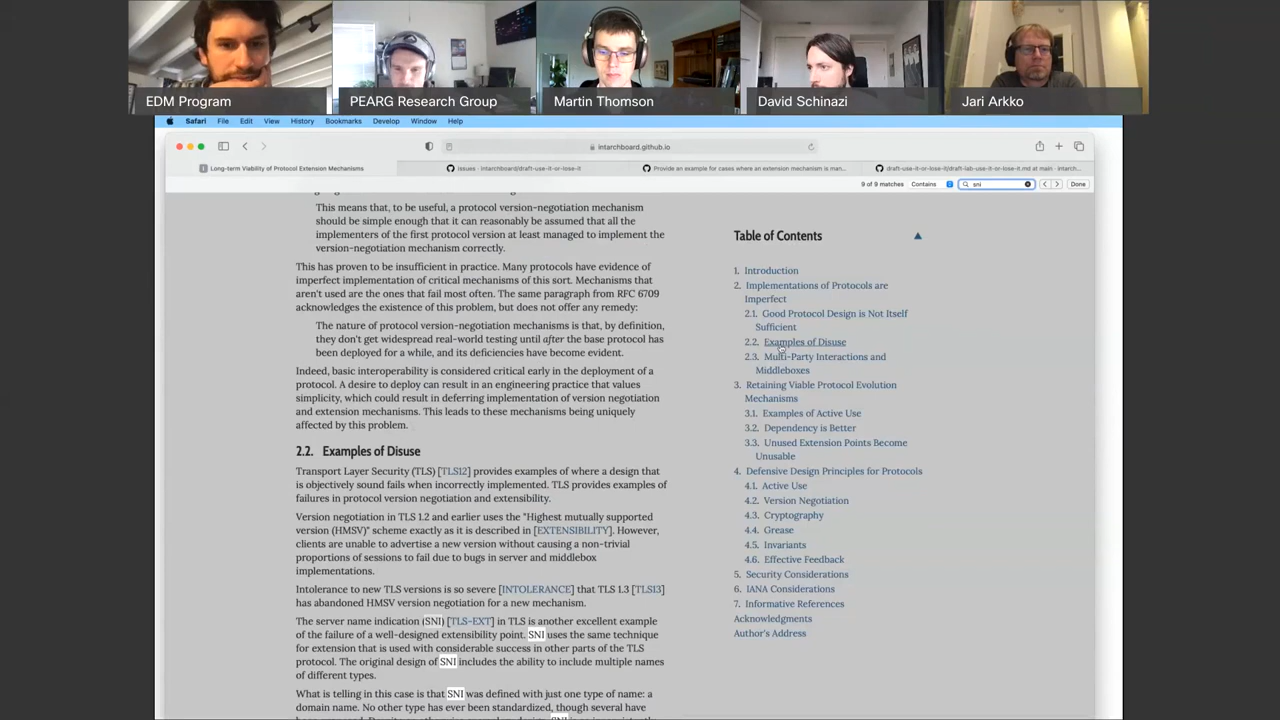 EDM Program
PEARG Research Group
Martin Thomson
David Schinazi
Jari Arkko
Safari File Edit View History Bookmarks Develop Window Help
intarchboard.github.io
Long-term Viability of Protocol Extension Mechanisms
Issues · intarchboard/draft-use-it-or-lose-it
Provide an example for cases where an extension mechanism is man...
draft-use-it-or-lose-it/draft-iab-use-it-or-lose-it.md at main · intarch...
9 of 9 matches Contains sni Done
This means that, to be useful, a protocol version-negotiation mechanism
should be simple enough that it can reasonably be assumed that all the
implementers of the first protocol version at least managed to implement the
version-negotiation mechanism correctly.
This has proven to be insufficient in practice. Many protocols have evidence of
imperfect implementation of critical mechanisms of this sort. Mechanisms that
aren't used are the ones that fail most often. The same paragraph from RFC 6709
acknowledges the existence of this problem, but does not offer any remedy:
The nature of protocol version-negotiation mechanisms is that, by definition,
they don't get widespread real-world testing until after the base protocol has
been deployed for a while, and its deficiencies have become evident.
Indeed, basic interoperability is considered critical early in the deployment of a
protocol. A desire to deploy can result in an engineering practice that values
simplicity, which could result in deferring implementation of version negotiation
and extension mechanisms. This leads to these mechanisms being uniquely
affected by this problem.
2.2. Examples of Disuse
Transport Layer Security (TLS) [TLS12] provides examples of where a design that
is objectively sound fails when incorrectly implemented. TLS provides examples of
failures in protocol version negotiation and extensibility.
Version negotiation in TLS 1.2 and earlier uses the "Highest mutually supported
version (HMSV)" scheme exactly as it is described in [EXTENSIBILITY]. However,
clients are unable to advertise a new version without causing a non-trivial
proportions of sessions to fail due to bugs in server and middlebox
implementations.
Intolerance to new TLS versions is so severe [INTOLERANCE] that TLS 1.3 [TLS13]
has abandoned HMSV version negotiation for a new mechanism.
The server name indication (SNI) [TLS-EXT] in TLS is another excellent example
of the failure of a well-designed extensibility point. SNI uses the same technique
for extension that is used with considerable success in other parts of the TLS
protocol. The original design of SNI includes the ability to include multiple names
of different types.
What is telling in this case is that SNI was defined with just one type of name: a
domain name. No other type has ever been standardized, though several have
Table of Contents
1. Introduction
2. Implementations of Protocols are
Imperfect
2.1. Good Protocol Design is Not Itself
Sufficient
2.2. Examples of Disuse
2.3. Multi-Party Interactions and
Middleboxes
3. Retaining Viable Protocol Evolution
Mechanisms
3.1. Examples of Active Use
3.2. Dependency is Better
3.3. Unused Extension Points Become
Unusable
4. Defensive Design Principles for Protocols
4.1. Active Use
4.2. Version Negotiation
4.3. Cryptography
4.4. Grease
4.5. Invariants
4.6. Effective Feedback
5. Security Considerations
6. IANA Considerations
7. Informative References
Acknowledgments
Author's Address